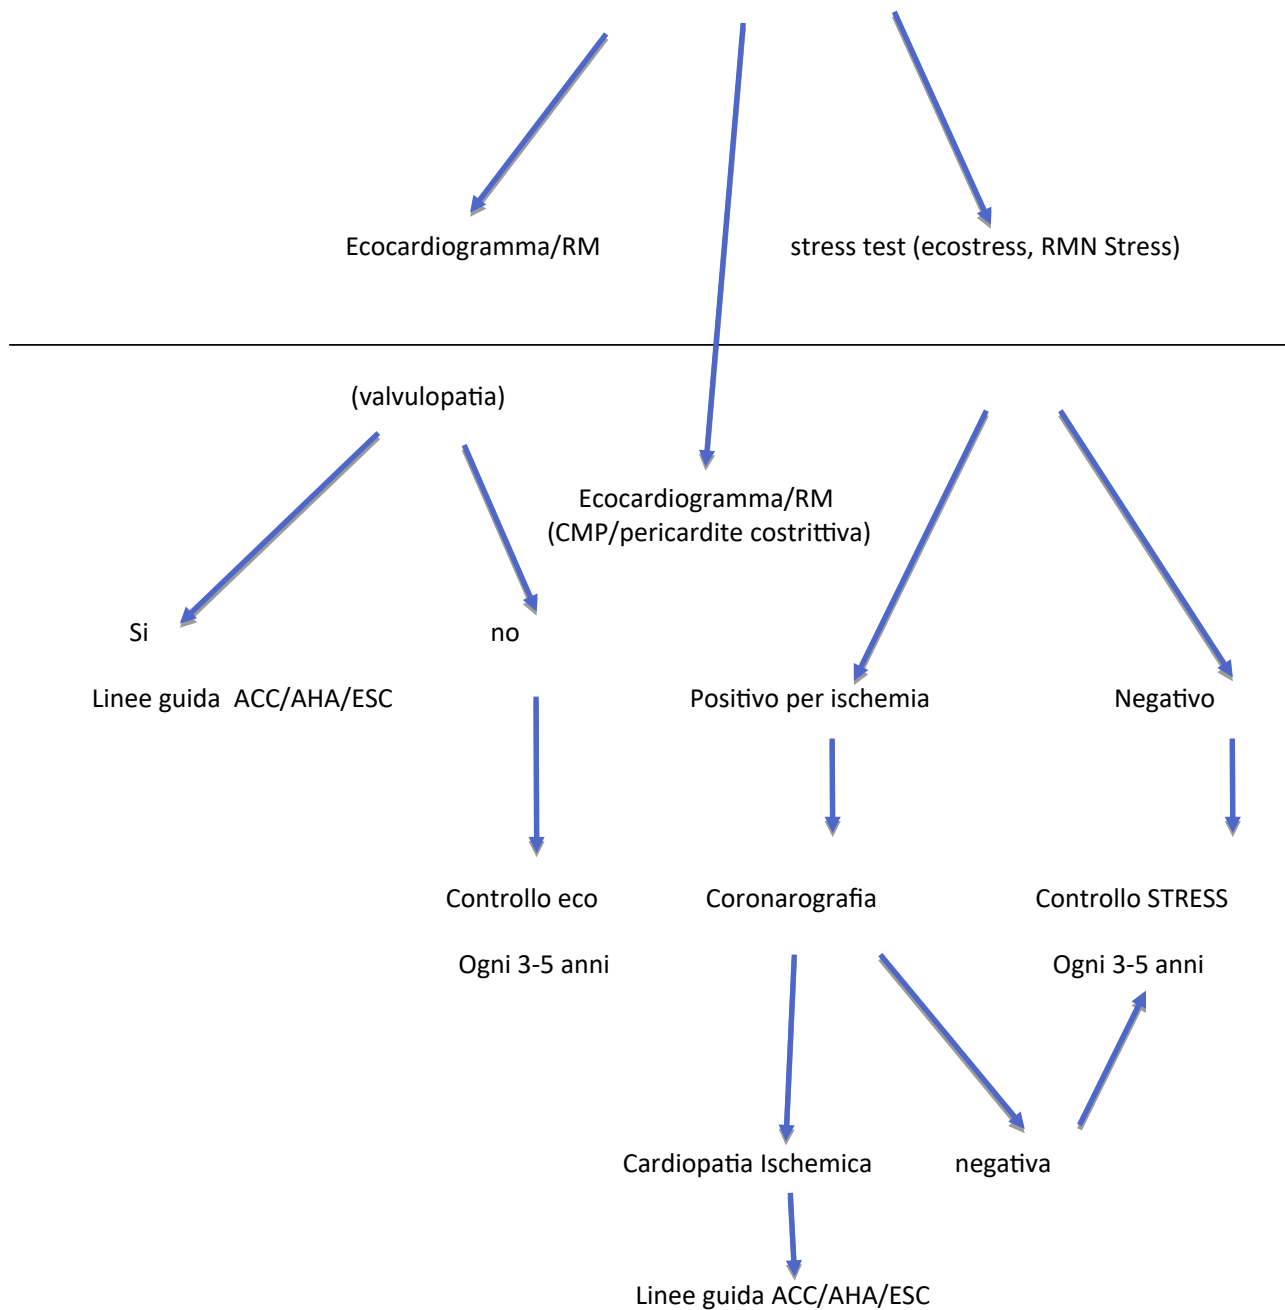 Ecocardiogramma/RM
stress test (ecostress, RMN Stress)
(valvulopatia)
Ecocardiogramma/RM
(CMP/pericardite costrittiva)
Si
no
Linee guida  ACC/AHA/ESC
Positivo per ischemia
Negativo
Controllo eco
Coronarografia
Controllo STRESS
Ogni 3-5 anni
Ogni 3-5 anni
Cardiopatia Ischemica
negativa
Linee guida ACC/AHA/ESC